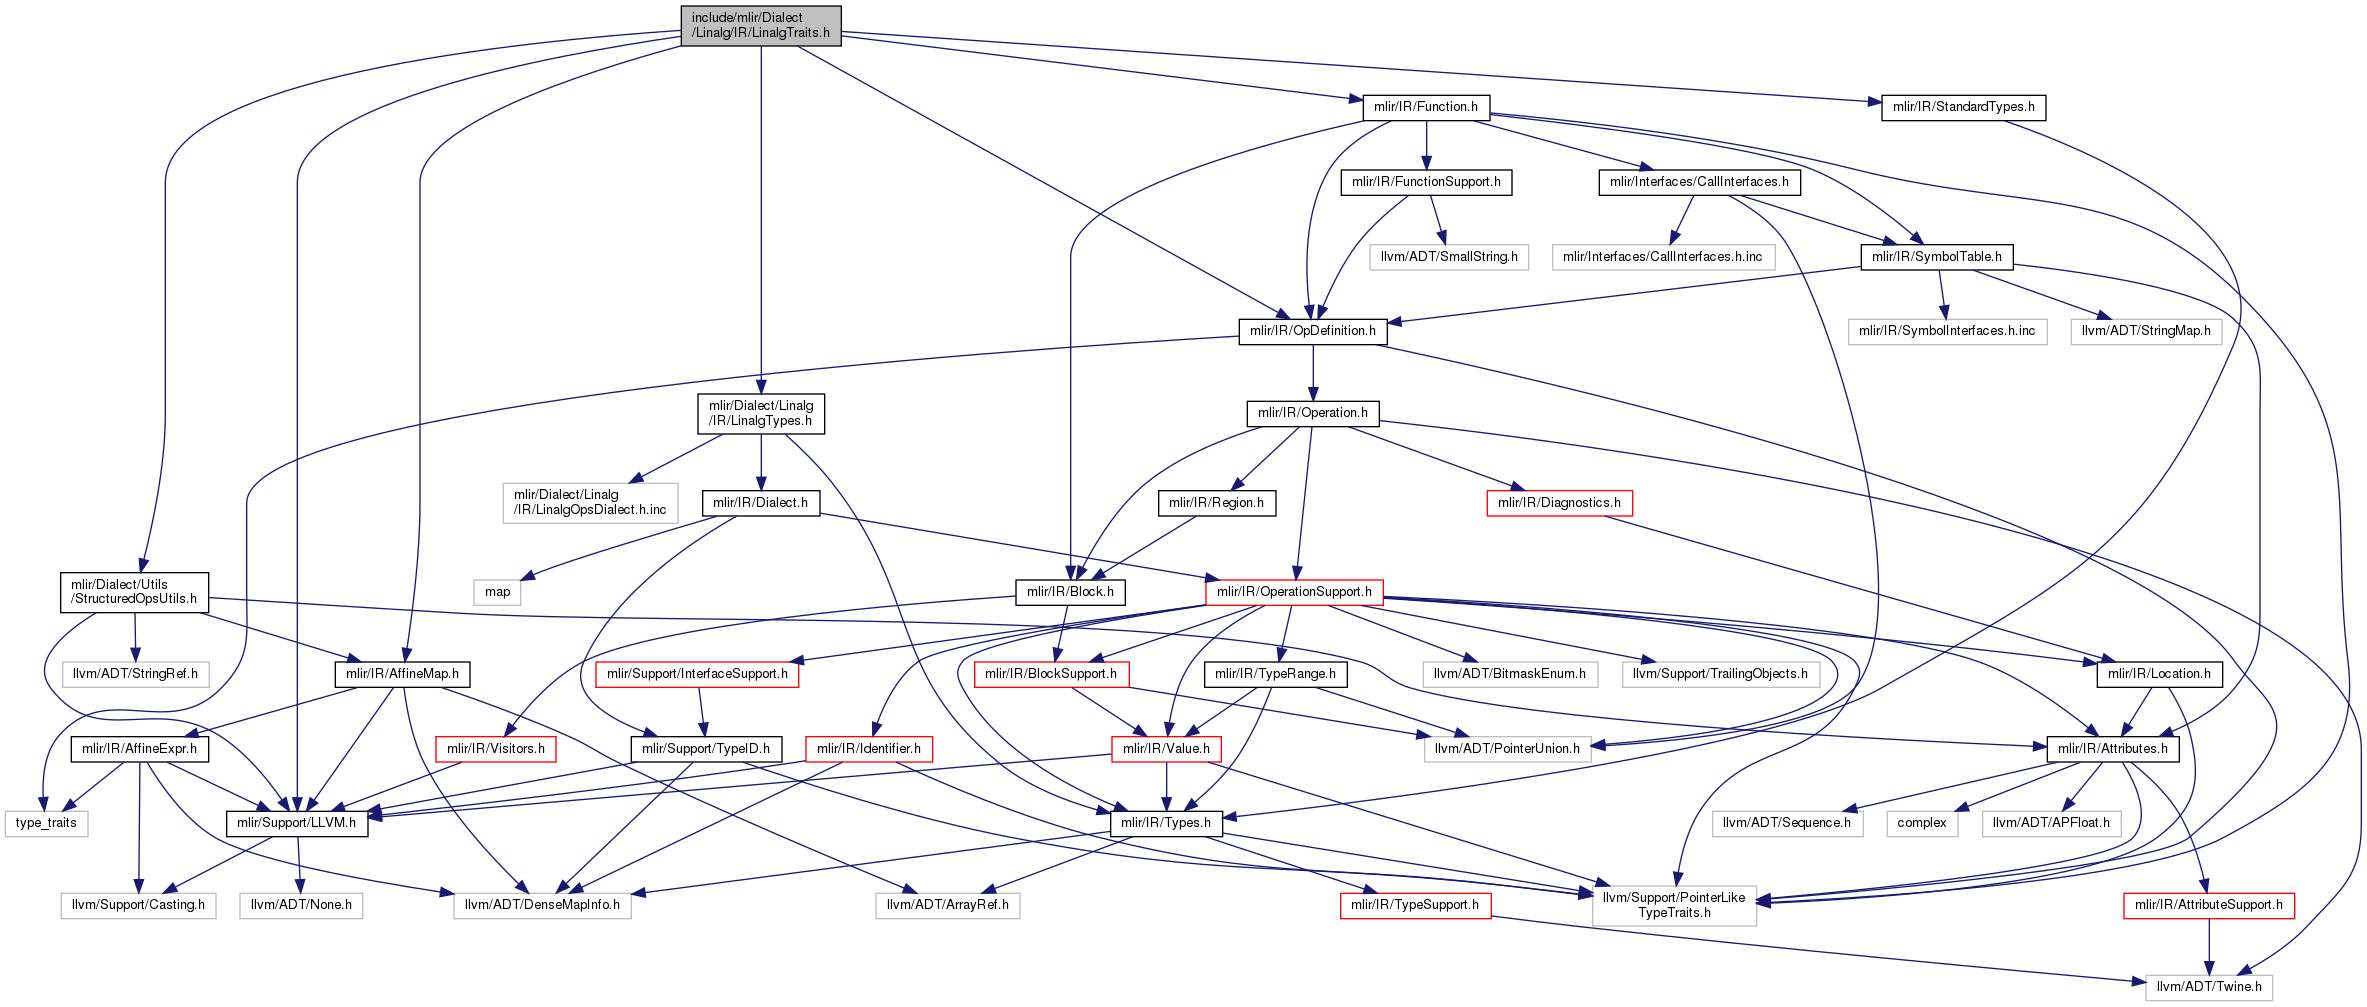 include/mlir/Dialect
/Linalg/IR/LinalgTraits.h
mlir/IR/Function.h
mlir/IR/StandardTypes.h
mlir/IR/FunctionSupport.h
mlir/Interfaces/CallInterfaces.h
llvm/ADT/SmallString.h
mlir/Interfaces/CallInterfaces.h.inc
mlir/IR/SymbolTable.h
mlir/IR/OpDefinition.h
mlir/IR/SymbolInterfaces.h.inc
llvm/ADT/StringMap.h
mlir/Dialect/Linalg
/IR/LinalgTypes.h
mlir/IR/Operation.h
mlir/Dialect/Linalg
/IR/LinalgOpsDialect.h.inc
mlir/IR/Dialect.h
mlir/IR/Region.h
mlir/IR/Diagnostics.h
mlir/Dialect/Utils
/StructuredOpsUtils.h
map
mlir/IR/Block.h
mlir/IR/OperationSupport.h
llvm/ADT/StringRef.h
mlir/IR/AffineMap.h
mlir/Support/InterfaceSupport.h
mlir/IR/BlockSupport.h
mlir/IR/TypeRange.h
llvm/ADT/BitmaskEnum.h
llvm/Support/TrailingObjects.h
mlir/IR/Location.h
mlir/IR/AffineExpr.h
mlir/IR/Visitors.h
mlir/Support/TypeID.h
mlir/IR/Identifier.h
mlir/IR/Value.h
llvm/ADT/PointerUnion.h
mlir/IR/Attributes.h
type_traits
mlir/Support/LLVM.h
mlir/IR/Types.h
llvm/ADT/Sequence.h
complex
llvm/ADT/APFloat.h
llvm/Support/Casting.h
llvm/ADT/None.h
llvm/ADT/DenseMapInfo.h
llvm/ADT/ArrayRef.h
mlir/IR/TypeSupport.h
llvm/Support/PointerLike
TypeTraits.h
mlir/IR/AttributeSupport.h
llvm/ADT/Twine.h